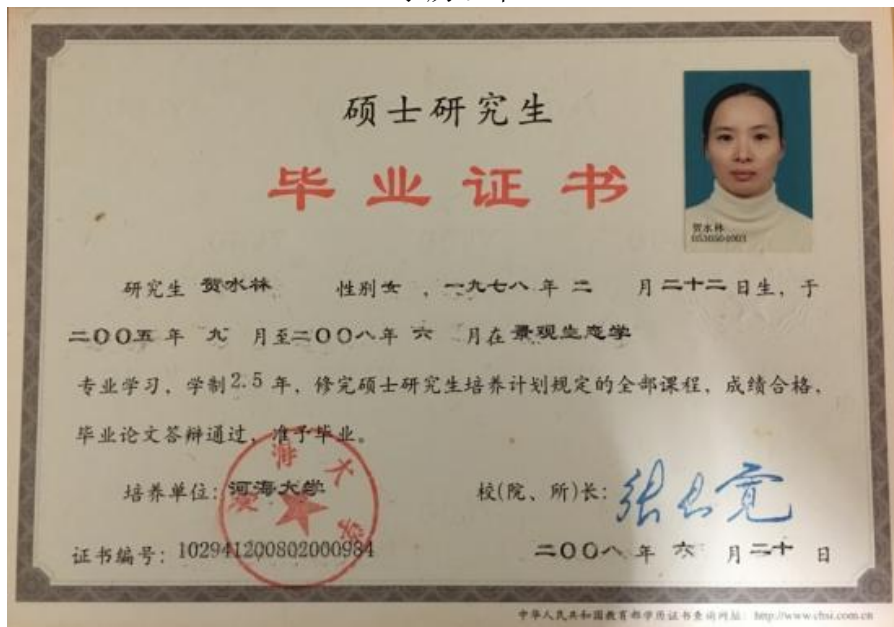 硕士研究生
毕业证书
贺水林
研究生 贺水林 性别女，一九七八年二月二十二日生，于
二〇〇五年九月至二〇〇八年六月在景观生态学
专业学习，学制2.5年，修完硕士研究生培养计划规定的全部课程，成绩合格，
毕业论文答辩通过，准予毕业。
河海大学
培养单位：河海大学 校(院、所)长：张长宽
证书编号：102941200802000984 二〇〇八年六月二十日
中华人民共和国教育部学历证书查询网址：http://www.chsi.com.cn